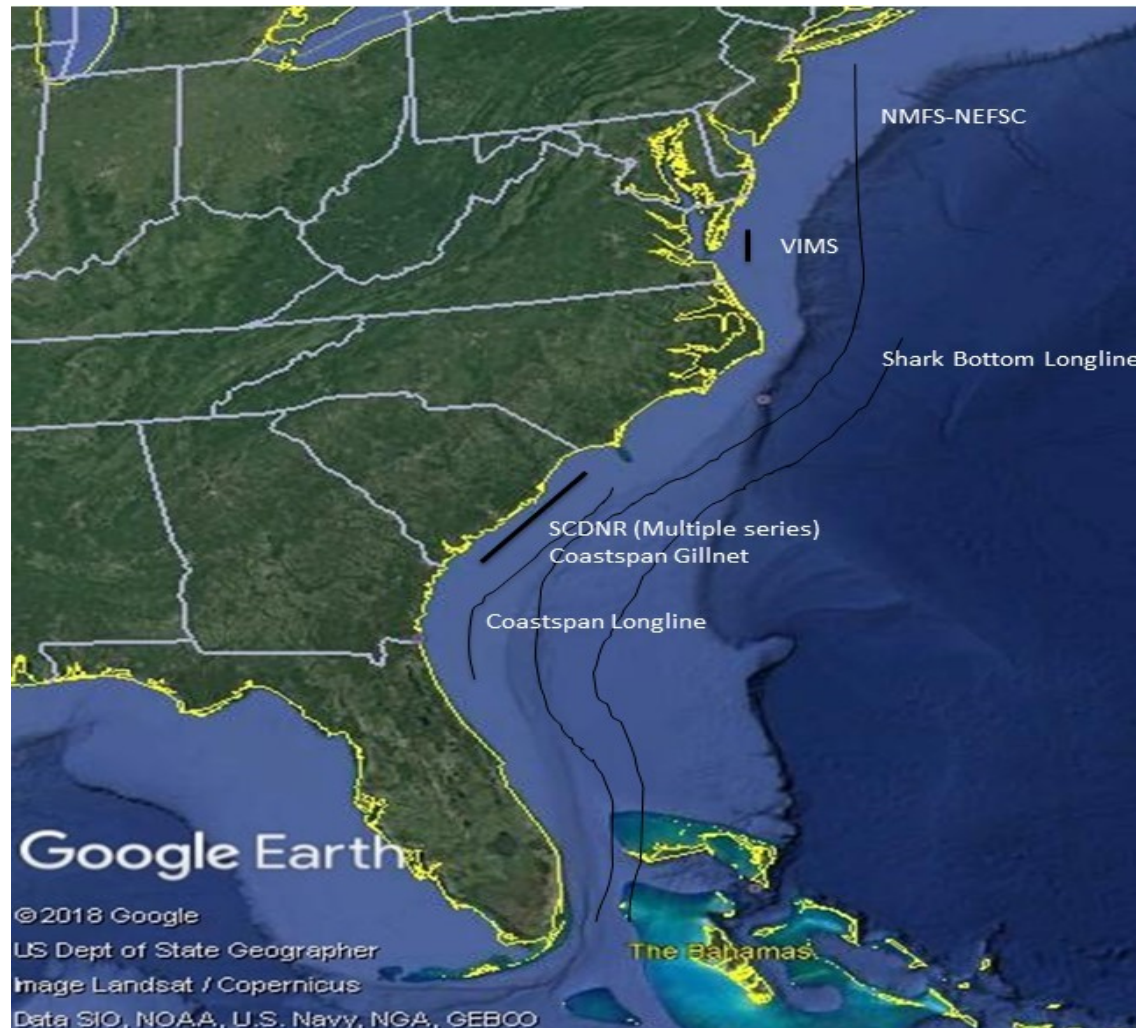 NMFS-NEFSC
VIMS
Shark Bottom Longline
SCDNR (Multiple series)
Coastspan Gillnet
Coastspan Longline
Google Earth
©2018 Google
US Dept of State Geographer
The Bahamas
Image Landsat / Copernicus
Data SIO, NOAA, U.S. Navy, NGA, GEBCO